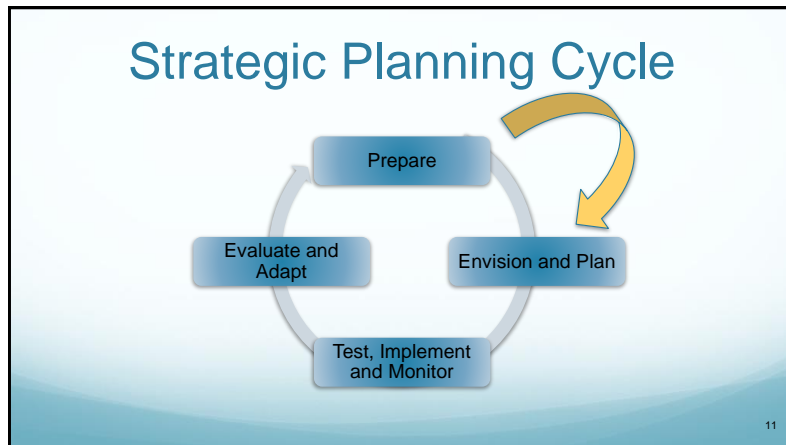 Strategic Planning Cycle
Prepare
Envision and Plan
Test, Implement
and Monitor
Evaluate and
Adapt
11